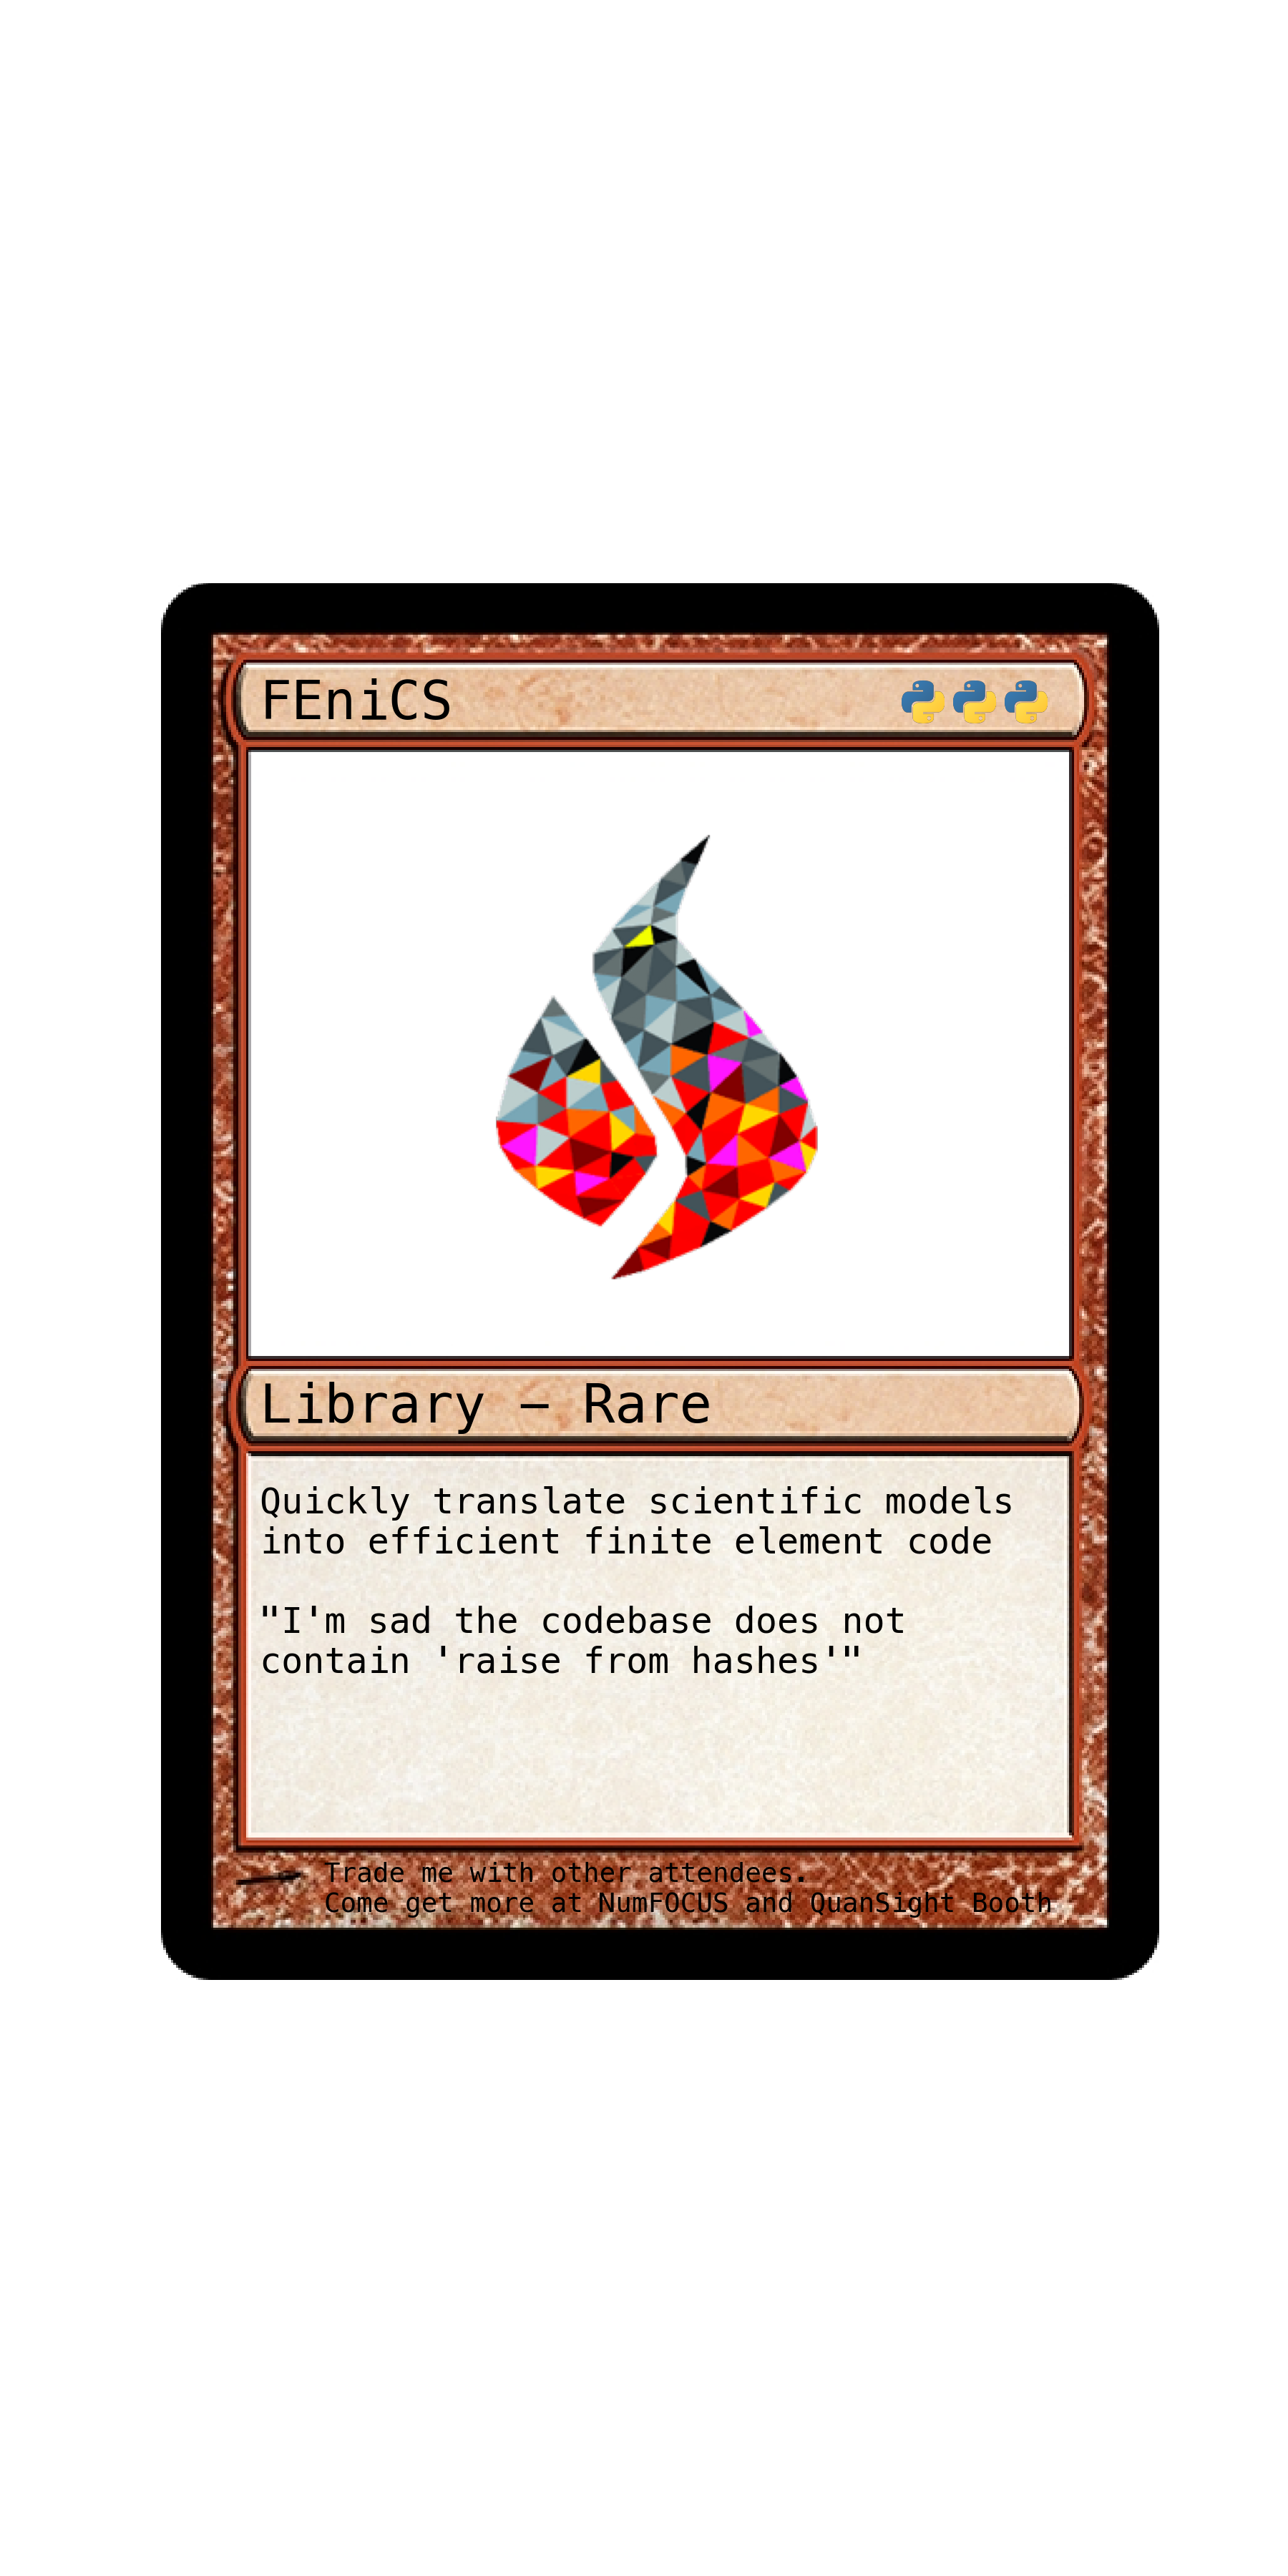 FEniCS
Library — Rare
Quickly translate scientific models
into efficient finite element code
"I'm sad the codebase does not
contain 'raise from hashes'"
Trade me with other attendees.
Come get more at NumFOCUS and QuanSight Booth